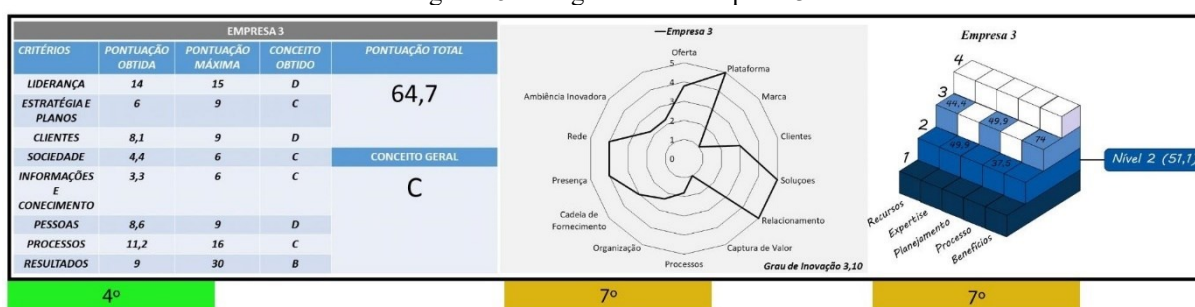 EMPRESA 3
CRITÉRIOS PONTUAÇÃO OBTIDA PONTUAÇÃO MÁXIMA CONCEITO OBTIDO PONTUAÇÃO TOTAL
LIDERANÇA 14 15 D
64,7
ESTRATÉGIA E PLANOS 6 9 C
CLIENTES 8,1 9 D
SOCIEDADE 4,4 6 C
CONCEITO GERAL
INFORMAÇÕES E CONECIMENTO 3,3 6 C
C
PESSOAS 8,6 9 D
PROCESSOS 11,2 16 C
RESULTADOS 9 30 B
Empresa 3
Oferta
Plataforma
Marca
Clientes
Soluçoes
Relacionamento
Captura de Valor
Processos
Organização
Cadeia de Fornecimento
Presença
Rede
Ambiência Inovadora
5
4
3
2
1
0
Grau de Inovação 3,10
Empresa 3
4
3
44,4 49,9 74
2
49,9 37,5
1
Nível 2 (51,1)
Recursos
Expertise
Planejamento
Processo
Benefícios
4º
7º
7º